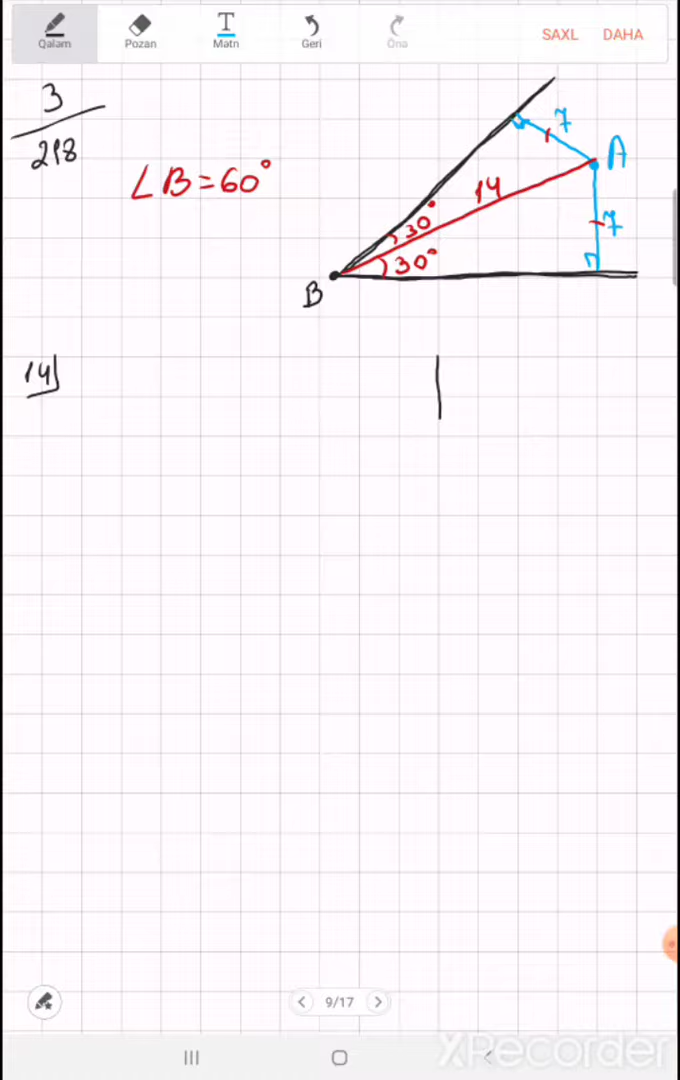 Qələm Pozan Mətn Geri Önə SAXL DAHA
3
218
∠B=60°
7
A
14
7
30°
30°
B
14)
9/17
XRecorder